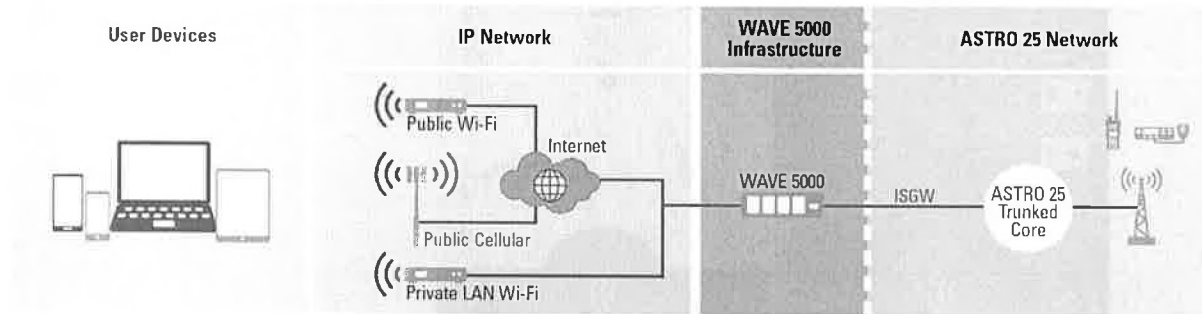 User Devices
IP Network
WAVE 5000
Infrastructure
ASTRO 25 Network
Public Wi-Fi
Internet
Public Cellular
Private LAN Wi-Fi
WAVE 5000
ISGW
ASTRO 25
Trunked
Core